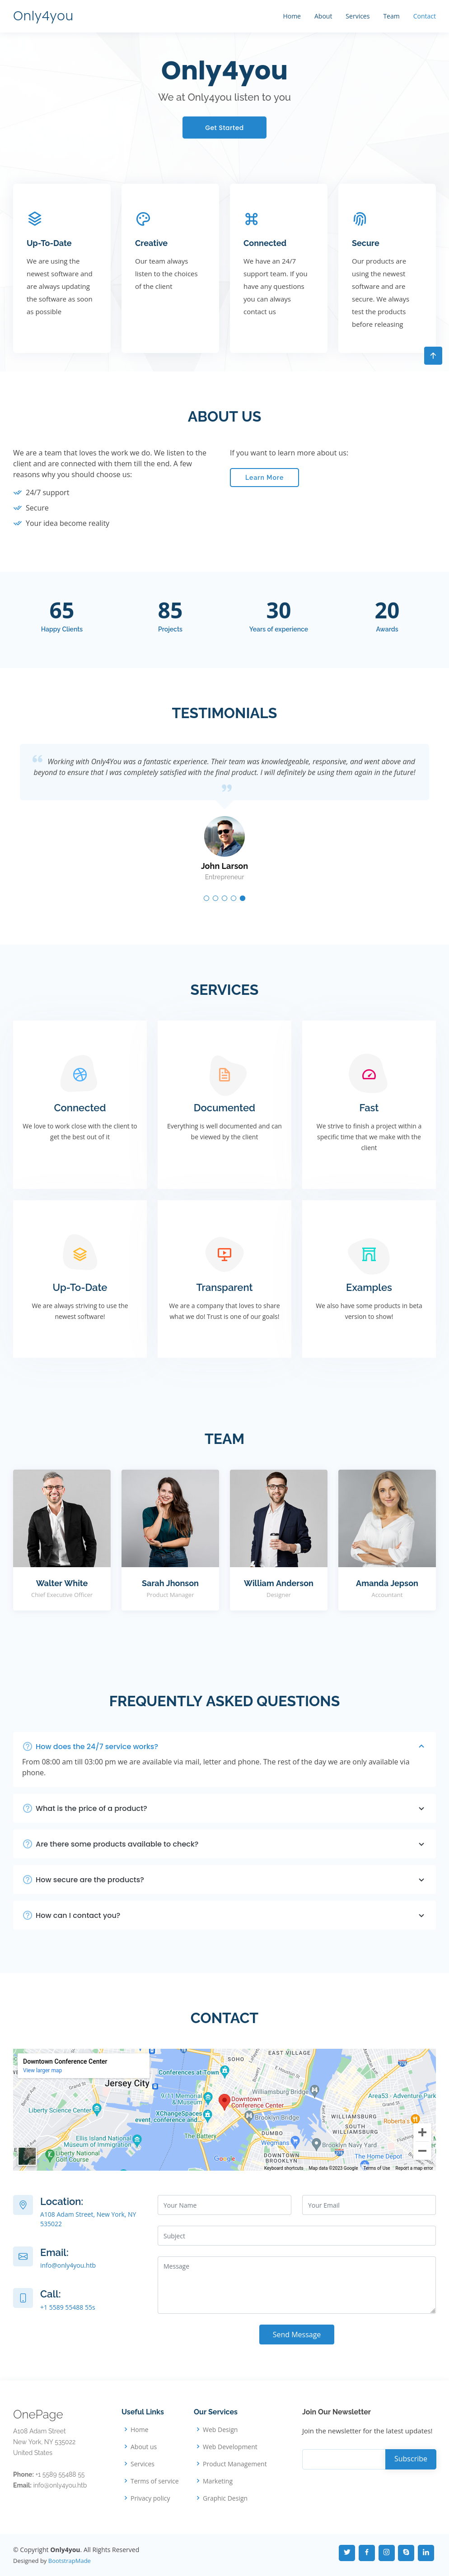 Only4you
Home
About
Services
Team
Contact
Only4you
We at Only4you listen to you
Get Started
Up-To-Date
We are using the
newest software and
are always updating
the software as soon
as possible
Creative
Our team always
listen to the choices
of the client
Connected
We have an 24/7
support team. If you
have any questions
you can always
contact us
Secure
Our products are
using the newest
software and are
secure. We always
test the products
before releasing
ABOUT US
We are a team that loves the work we do. We listen to the
client and are connected with them till the end. A few
reasons why you should choose us:
24/7 support
Secure
Your idea become reality
If you want to learn more about us:
Learn More
65
Happy Clients
85
Projects
30
Years of experience
20
Awards
TESTIMONIALS
Working with Only4You was a fantastic experience. Their team was knowledgeable, responsive, and went above and
beyond to ensure that I was completely satisfied with the final product. I will definitely be using them again in the future!
John Larson
Entrepreneur
SERVICES
Connected
We love to work close with the client to
get the best out of it
Documented
Everything is well documented and can
be viewed by the client
Fast
We strive to finish a project within a
specific time that we make with the
client
Up-To-Date
We are always striving to use the
newest software!
Transparent
We are a company that loves to share
what we do! Trust is one of our goals!
Examples
We also have some products in beta
version to show!
TEAM
Walter White
Chief Executive Officer
Sarah Jhonson
Product Manager
William Anderson
Designer
Amanda Jepson
Accountant
FREQUENTLY ASKED QUESTIONS
How does the 24/7 service works?
From 08:00 am till 03:00 pm we are available via mail, letter and phone. The rest of the day we are only available via
phone.
What is the price of a product?
Are there some products available to check?
How secure are the products?
How can I contact you?
CONTACT
Downtown Conference Center
View larger map
Jersey City
Liberty Science Center
Ellis Island National
Museum of Immigration
Liberty National
Golf Course
SOHO
EAST VILLAGE
Conferences at Town
9/11 Memorial
Museum
XChangeSpaces:
event, conference and...
Downtown
Conference Center
Williamsburg Bridge
Brooklyn Bridge
DUMBO
Wegmans
Brooklyn Navy Yard
WILLIAMSBURG
SOUTH
WILLIAMSBURG
Area53 - Adventure Park
Roberta's
The Home Depot
Google
Keyboard shortcuts
Map data ©2023 Google
Terms of Use
Report a map error
Location:
A108 Adam Street, New York, NY
535022
Email:
info@only4you.htb
Call:
+1 5589 55488 55s
Your Name
Your Email
Subject
Message
Send Message
OnePage
A108 Adam Street
New York, NY 535022
United States
Phone: +1 5589 55488 55
Email: info@only4you.htb
Useful Links
Home
About us
Services
Terms of service
Privacy policy
Our Services
Web Design
Web Development
Product Management
Marketing
Graphic Design
Join Our Newsletter
Join the newsletter for the latest updates!
Subscribe
© Copyright Only4you. All Rights Reserved
Designed by BootstrapMade